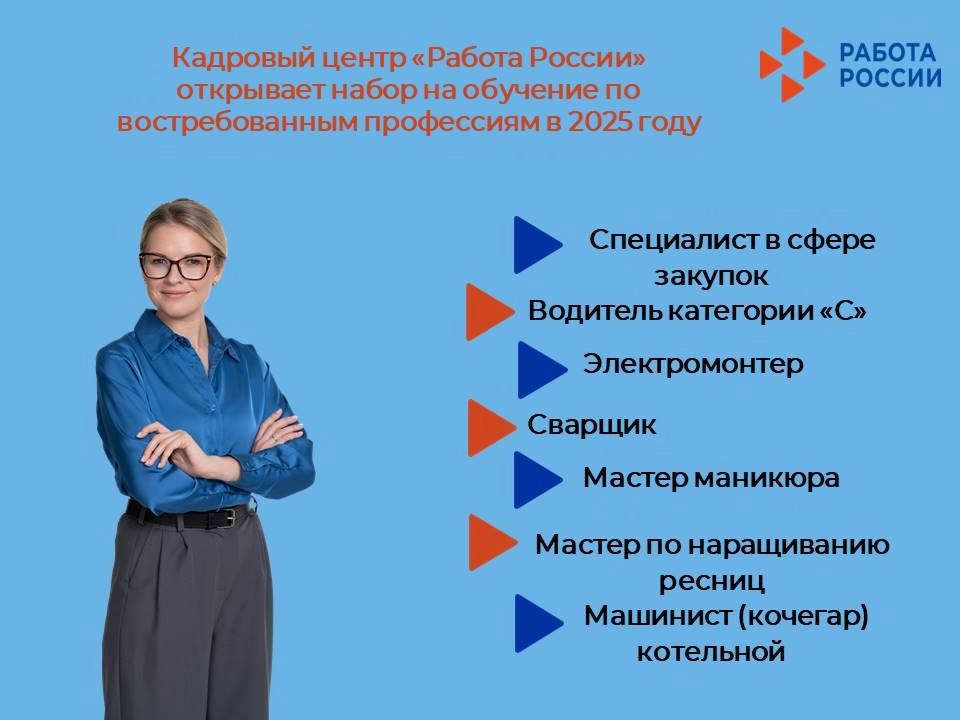 Кадровый центр «Работа России»
открывает набор на обучение по
востребованным профессиям в 2025 году
РАБОТА
РОССИИ
Специалист в сфере
закупок
Водитель категории «С»
Электромонтер
Сварщик
Мастер маникюра
Мастер по наращиванию
ресниц
Машинист (кочегар)
котельной